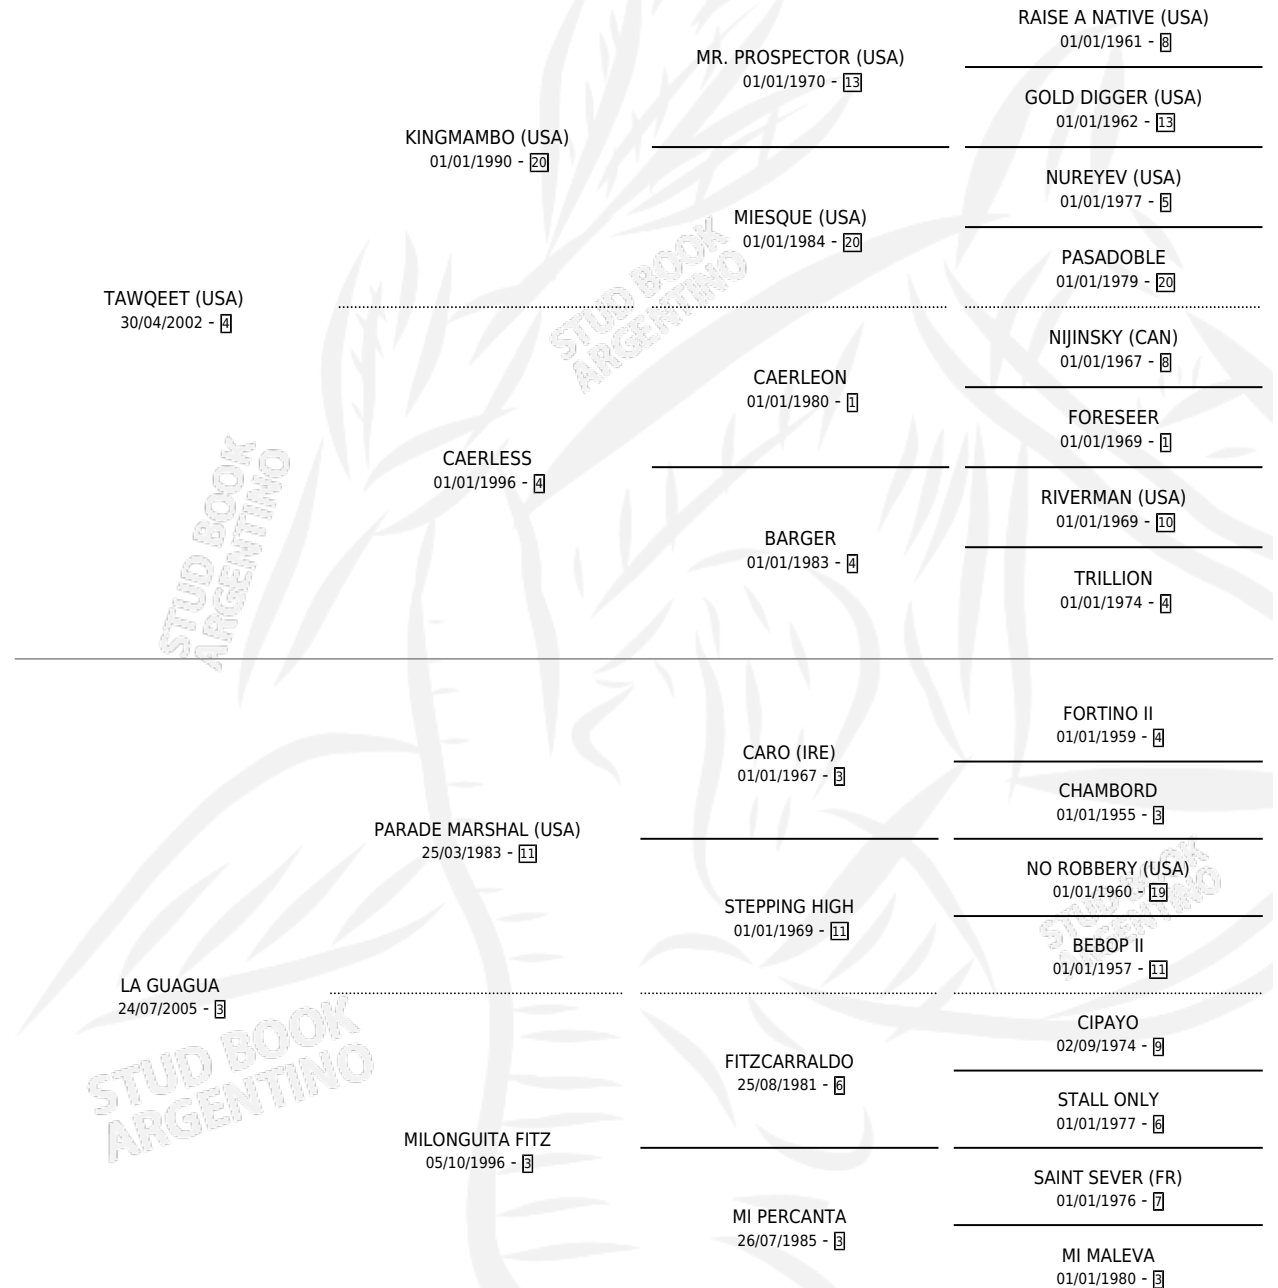 RAISE A NATIVE (USA)
01/01/1961 - 8
MR. PROSPECTOR (USA)
01/01/1970 - 13
GOLD DIGGER (USA)
01/01/1962 - 13
KINGMAMBO (USA)
01/01/1990 - 20
NUREYEV (USA)
01/01/1977 - 5
MIESQUE (USA)
01/01/1984 - 20
PASADOBLE
01/01/1979 - 20
TAWQEET (USA)
30/04/2002 - 4
STUD BOOK
ARGENTINO
NIJINSKY (CAN)
01/01/1967 - 8
CAERLEON
01/01/1980 - 1
FORESEER
01/01/1969 - 1
CAERLESS
01/01/1996 - 4
RIVERMAN (USA)
01/01/1969 - 10
BARGER
01/01/1983 - 4
TRILLION
01/01/1974 - 4
STUD BOOK
ARGENTINO
FORTINO II
01/01/1959 - 4
CARO (IRE)
01/01/1967 - 3
CHAMBORD
01/01/1955 - 3
PARADE MARSHAL (USA)
25/03/1983 - 11
NO ROBBERY (USA)
01/01/1960 - 19
STEPPING HIGH
01/01/1969 - 11
STUD BOOK
ARGENTINO
BEBOP II
01/01/1957 - 11
LA GUAGUA
24/07/2005 - 3
CIPAYO
02/09/1974 - 9
FITZCARRALDO
25/08/1981 - 6
STALL ONLY
01/01/1977 - 6
STUD BOOK
ARGENTINO
MILONGUITA FITZ
05/10/1996 - 3
SAINT SEVER (FR)
01/01/1976 - 7
MI PERCANTA
26/07/1985 - 3
MI MALEVA
01/01/1980 - 3